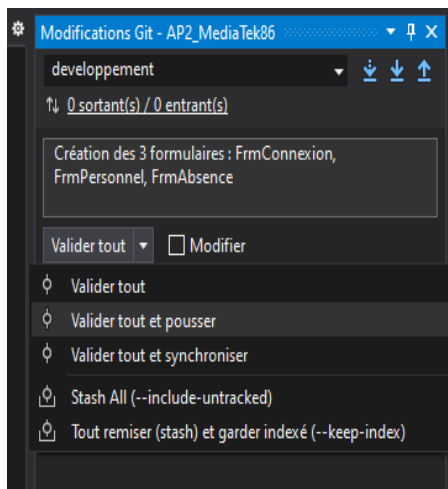 Modifications Git - AP2_MediaTek86
developpement
0 sortant(s) / 0 entrant(s)
Création des 3 formulaires : FrmConnexion,
FrmPersonnel, FrmAbsence
Valider tout Modifier
Valider tout
Valider tout et pousser
Valider tout et synchroniser
Stash All (--include-untracked)
Tout remiser (stash) et garder indexé (--keep-index)